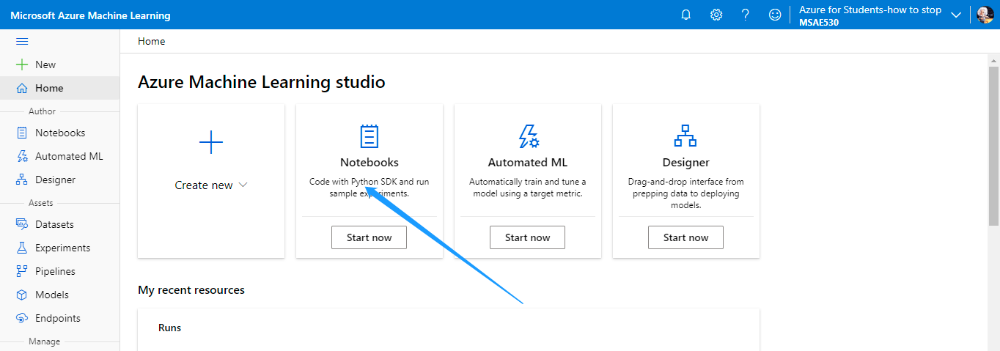 Microsoft Azure Machine Learning
Azure for Students-how to stop
MSAE530
New
Home
Author
Notebooks
Automated ML
Designer
Assets
Datasets
Experiments
Pipelines
Models
Endpoints
Manage
Home
Azure Machine Learning studio
Create new
Notebooks
Code with Python SDK and run
sample experiments.
Start now
Automated ML
Automatically train and tune a
model using a target metric.
Start now
Designer
Drag-and-drop interface from
prepping data to deploying
models.
Start now
My recent resources
Runs